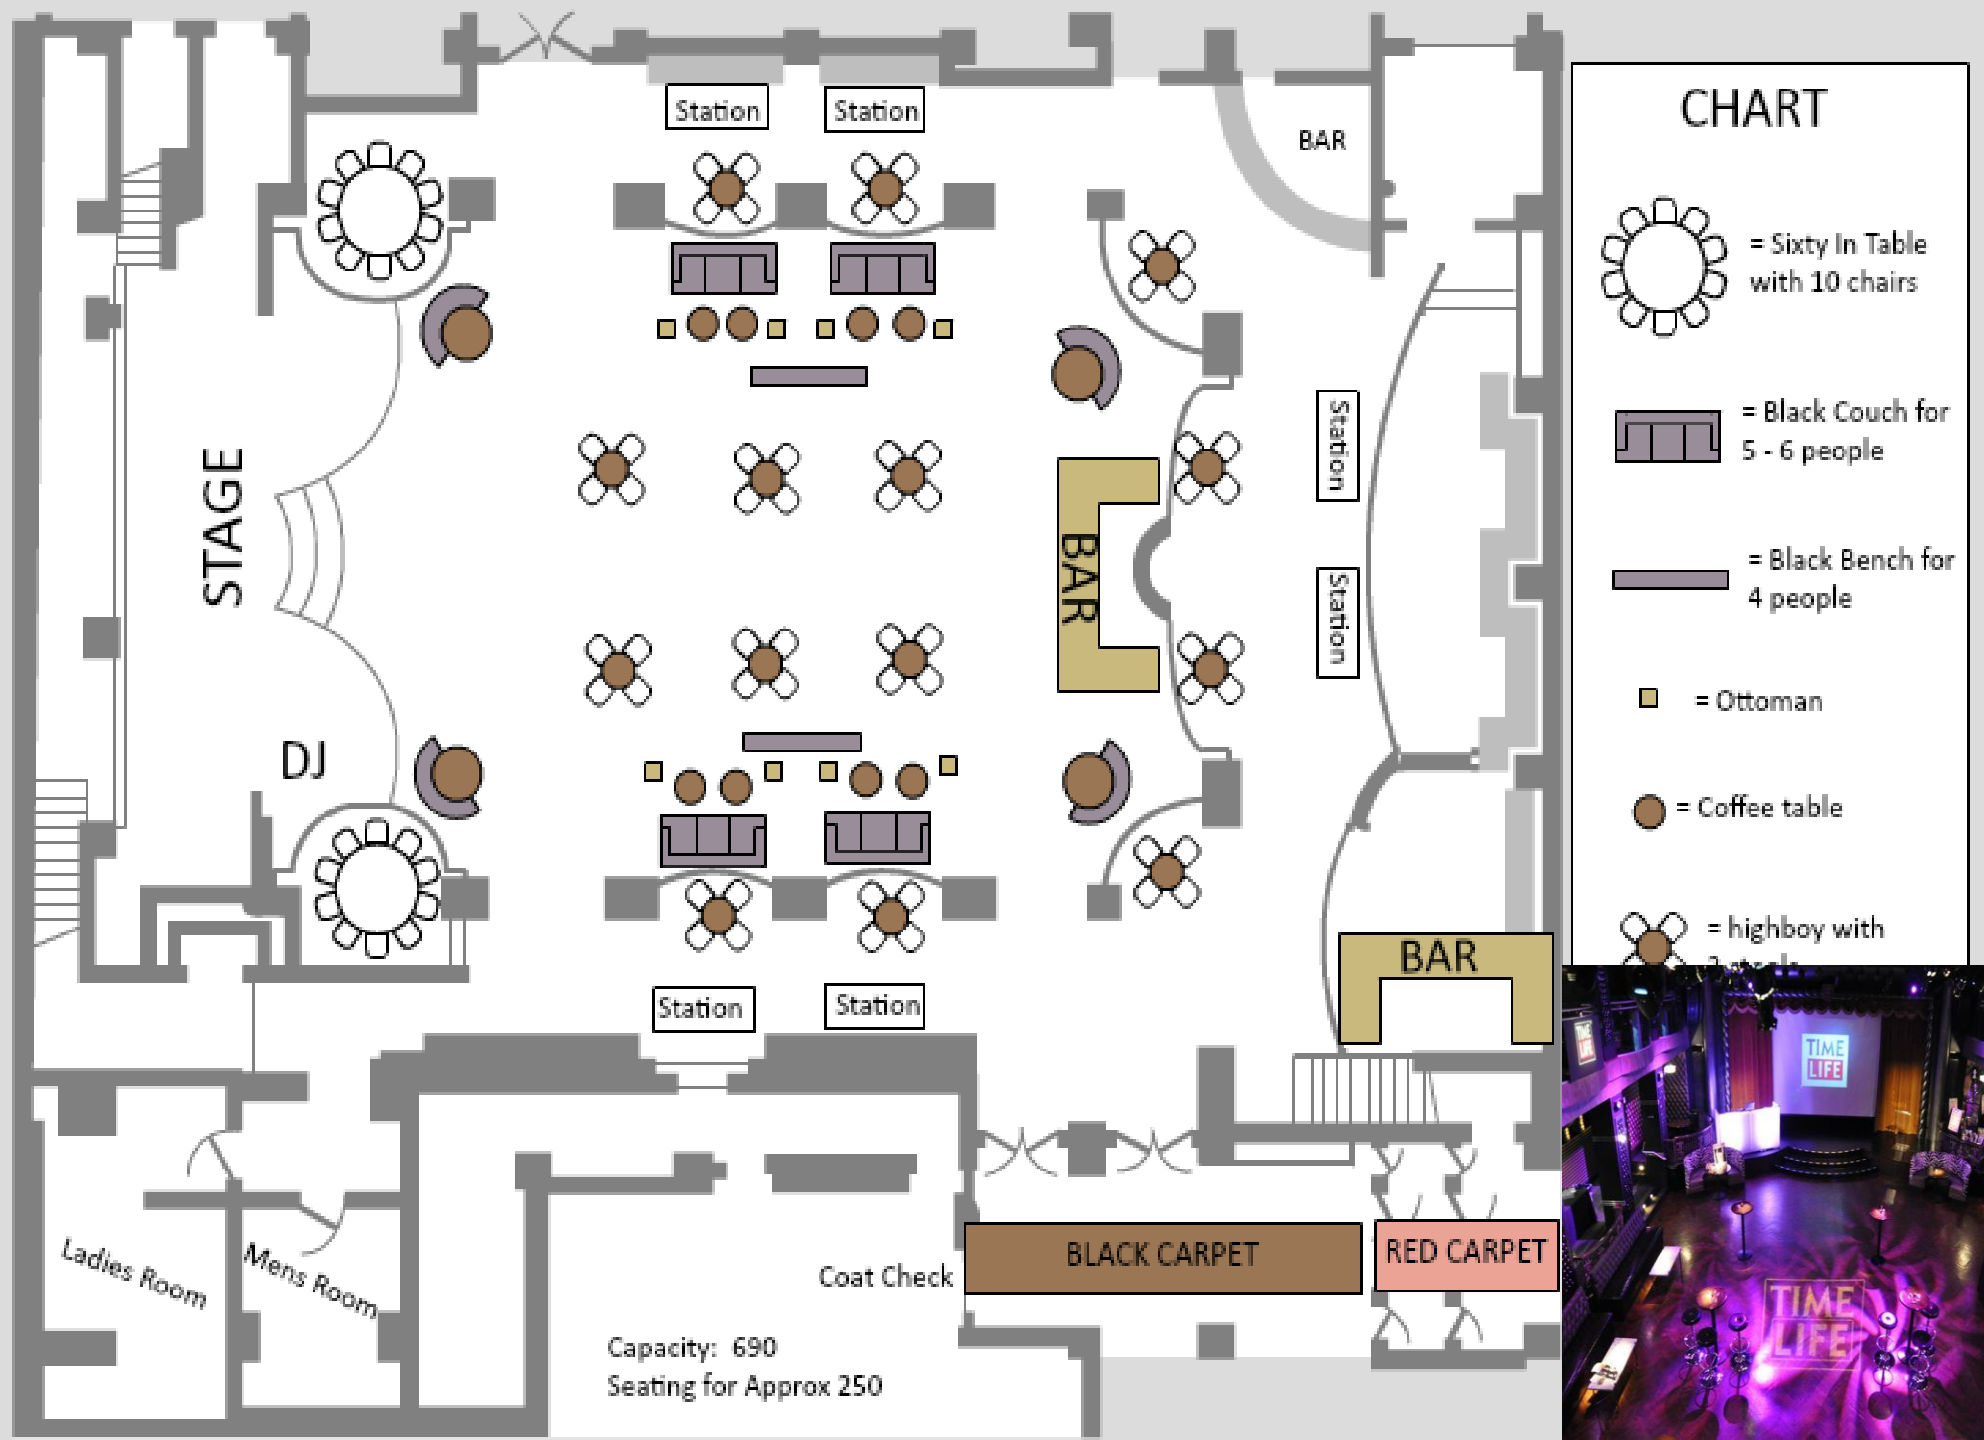 Station
Station
BAR
STAGE
Station
Station
BAR
DJ
BAR
Station
Station
Ladies Room
Mens Room
Coat Check
BLACK CARPET
RED CARPET
Capacity:  690
Seating for Approx 250
CHART
= Sixty In Table
with 10 chairs
= Black Couch for
5 - 6 people
= Black Bench for
4 people
= Ottoman
= Coffee table
= highboy with
TIME
LIFE
TIME
LIFE
TIME
LIFE